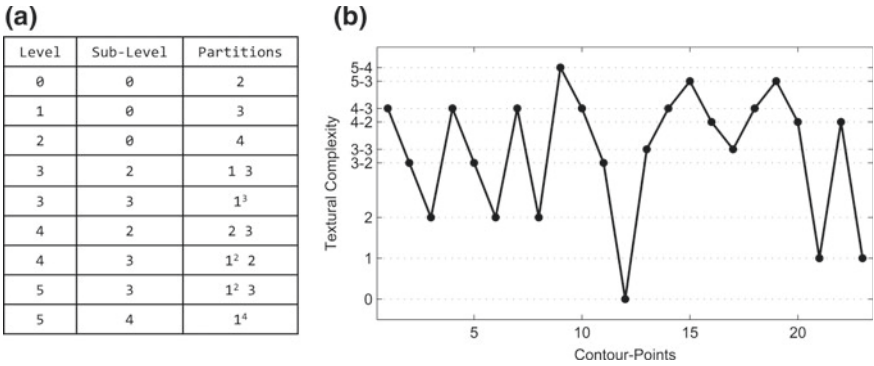 (a)
Level Sub-Level Partitions
0 0 2
1 0 3
2 0 4
3 2 1 3
3 3 1³
4 2 2 3
4 3 1² 2
5 3 1² 3
5 4 1⁴
(b)
Textural Complexity
5-4
5-3
4-3
4-2
3-3
3-2
2
1
0
5 10 15 20
Contour-Points